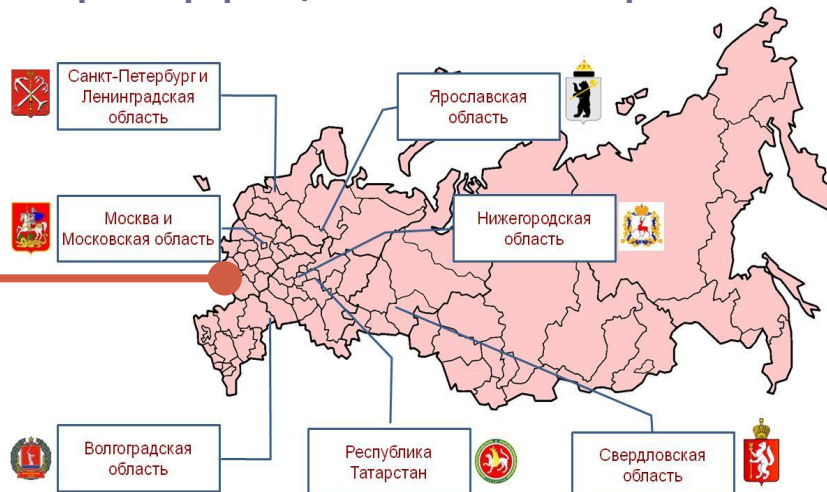 Санкт-Петербург и
Ленинградская
область
Ярославская
область
Москва и
Московская область
Нижегородская
область
Волгоградская
область
Республика
Татарстан
Свердловская
область